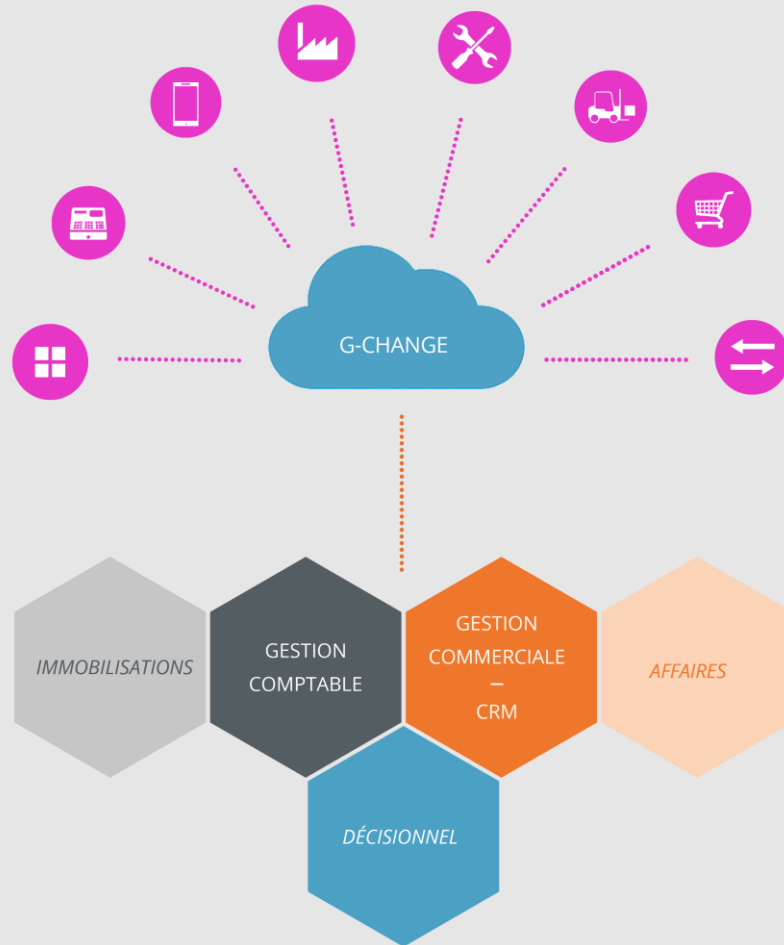 G-CHANGE
IMMOBILISATIONS
GESTION
COMPTABLE
GESTION
COMMERCIALE
–
CRM
AFFAIRES
DÉCISIONNEL